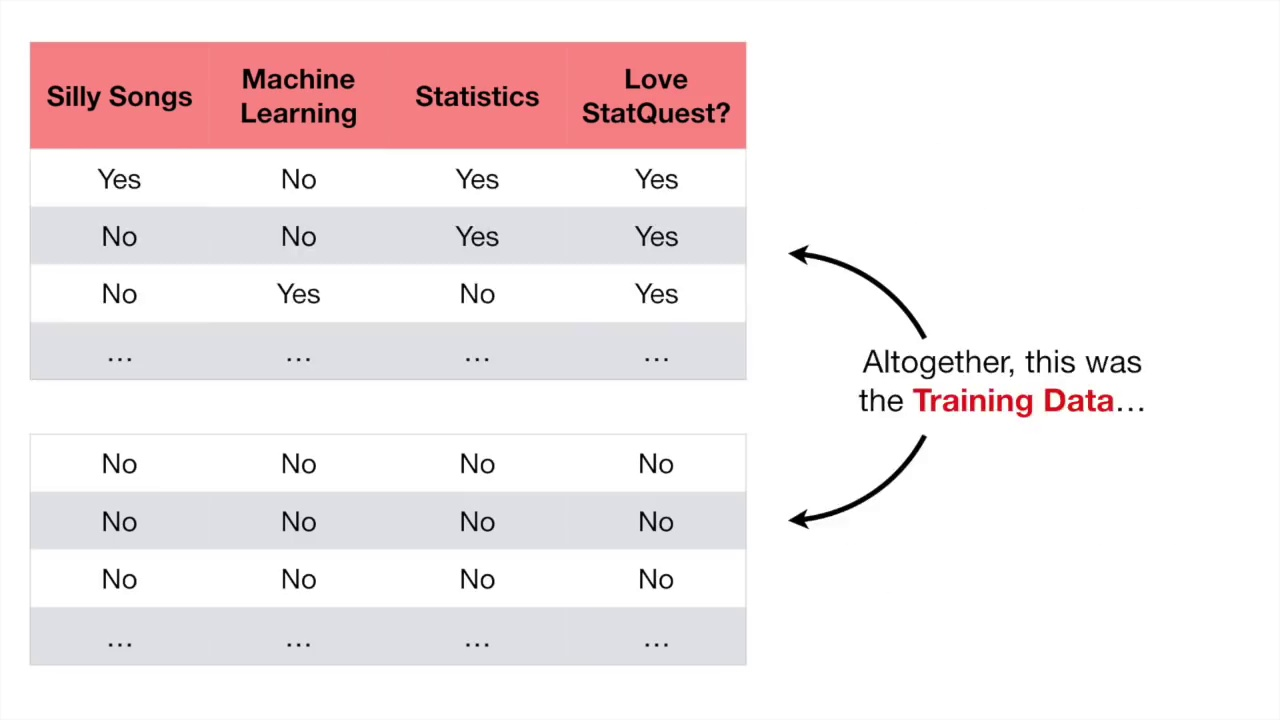 Silly Songs Machine Learning Statistics Love StatQuest?
Yes No Yes Yes
No No Yes Yes
No Yes No Yes
… … … …
Altogether, this was
the Training Data…
No No No No
No No No No
No No No No
… … … …